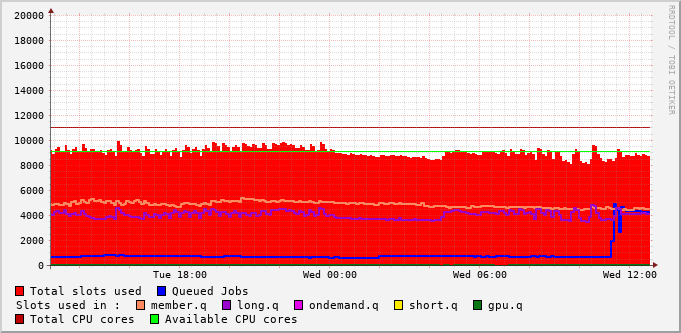 20000
18000
16000
14000
12000
10000
8000
6000
4000
2000
0
Tue 18:00 Wed 00:00 Wed 06:00 Wed 12:00
Total slots used Queued Jobs
Slots used in : member.q long.q ondemand.q short.q gpu.q
Total CPU cores Available CPU cores
RRDTOOL / TOBI OETIKER